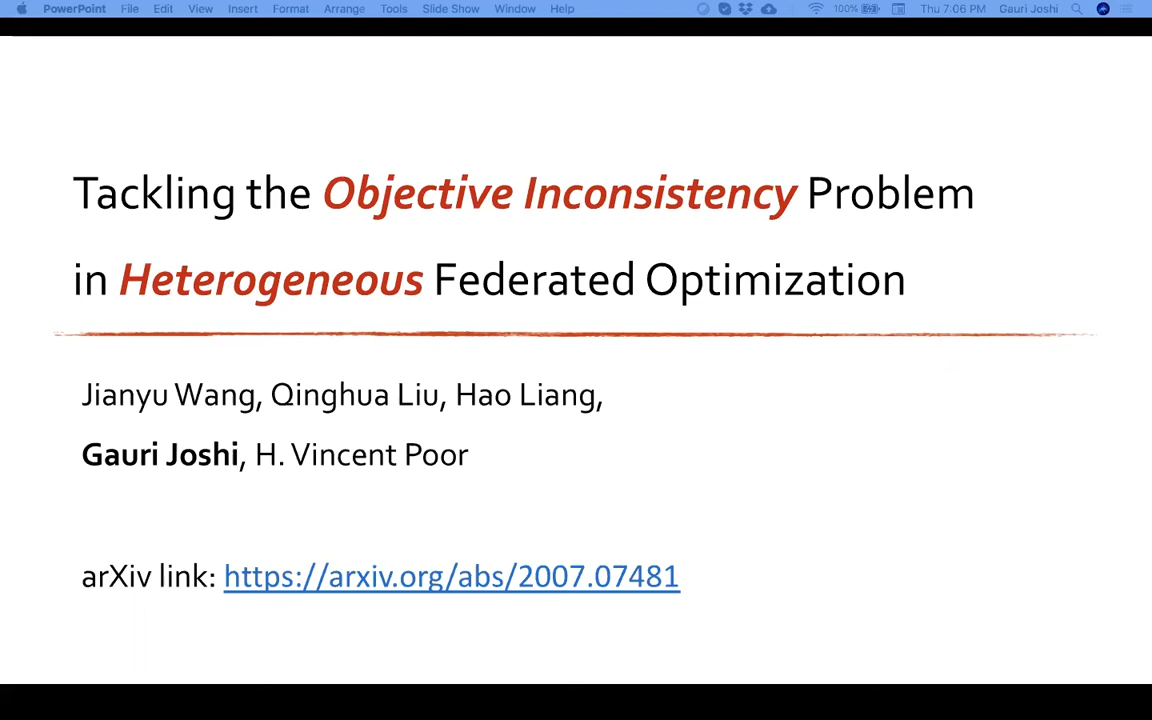 PowerPoint File Edit View Insert Format Arrange Tools Slide Show Window Help 100% Thu 7:06 PM Gauri Joshi
Tackling the Objective Inconsistency Problem
in Heterogeneous Federated Optimization
Jianyu Wang, Qinghua Liu, Hao Liang,
Gauri Joshi, H. Vincent Poor
arXiv link: https://arxiv.org/abs/2007.07481